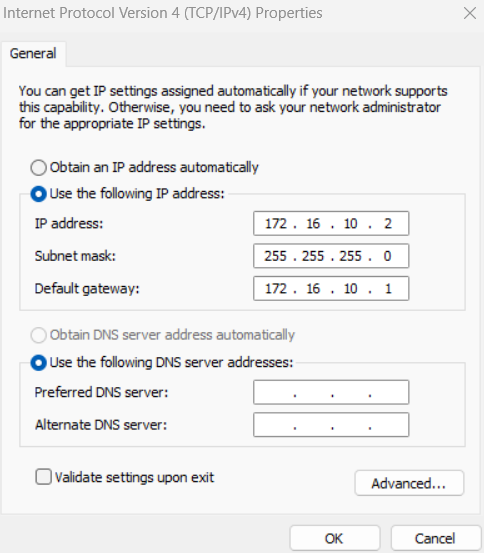 Internet Protocol Version 4 (TCP/IPv4) Properties
General
You can get IP settings assigned automatically if your network supports
this capability. Otherwise, you need to ask your network administrator
for the appropriate IP settings.
Obtain an IP address automatically
Use the following IP address:
IP address: 172 . 16 . 10 . 2
Subnet mask: 255 . 255 . 255 . 0
Default gateway: 172 . 16 . 10 . 1
Obtain DNS server address automatically
Use the following DNS server addresses:
Preferred DNS server: . . .
Alternate DNS server: . . .
Validate settings upon exit
Advanced...
OK Cancel